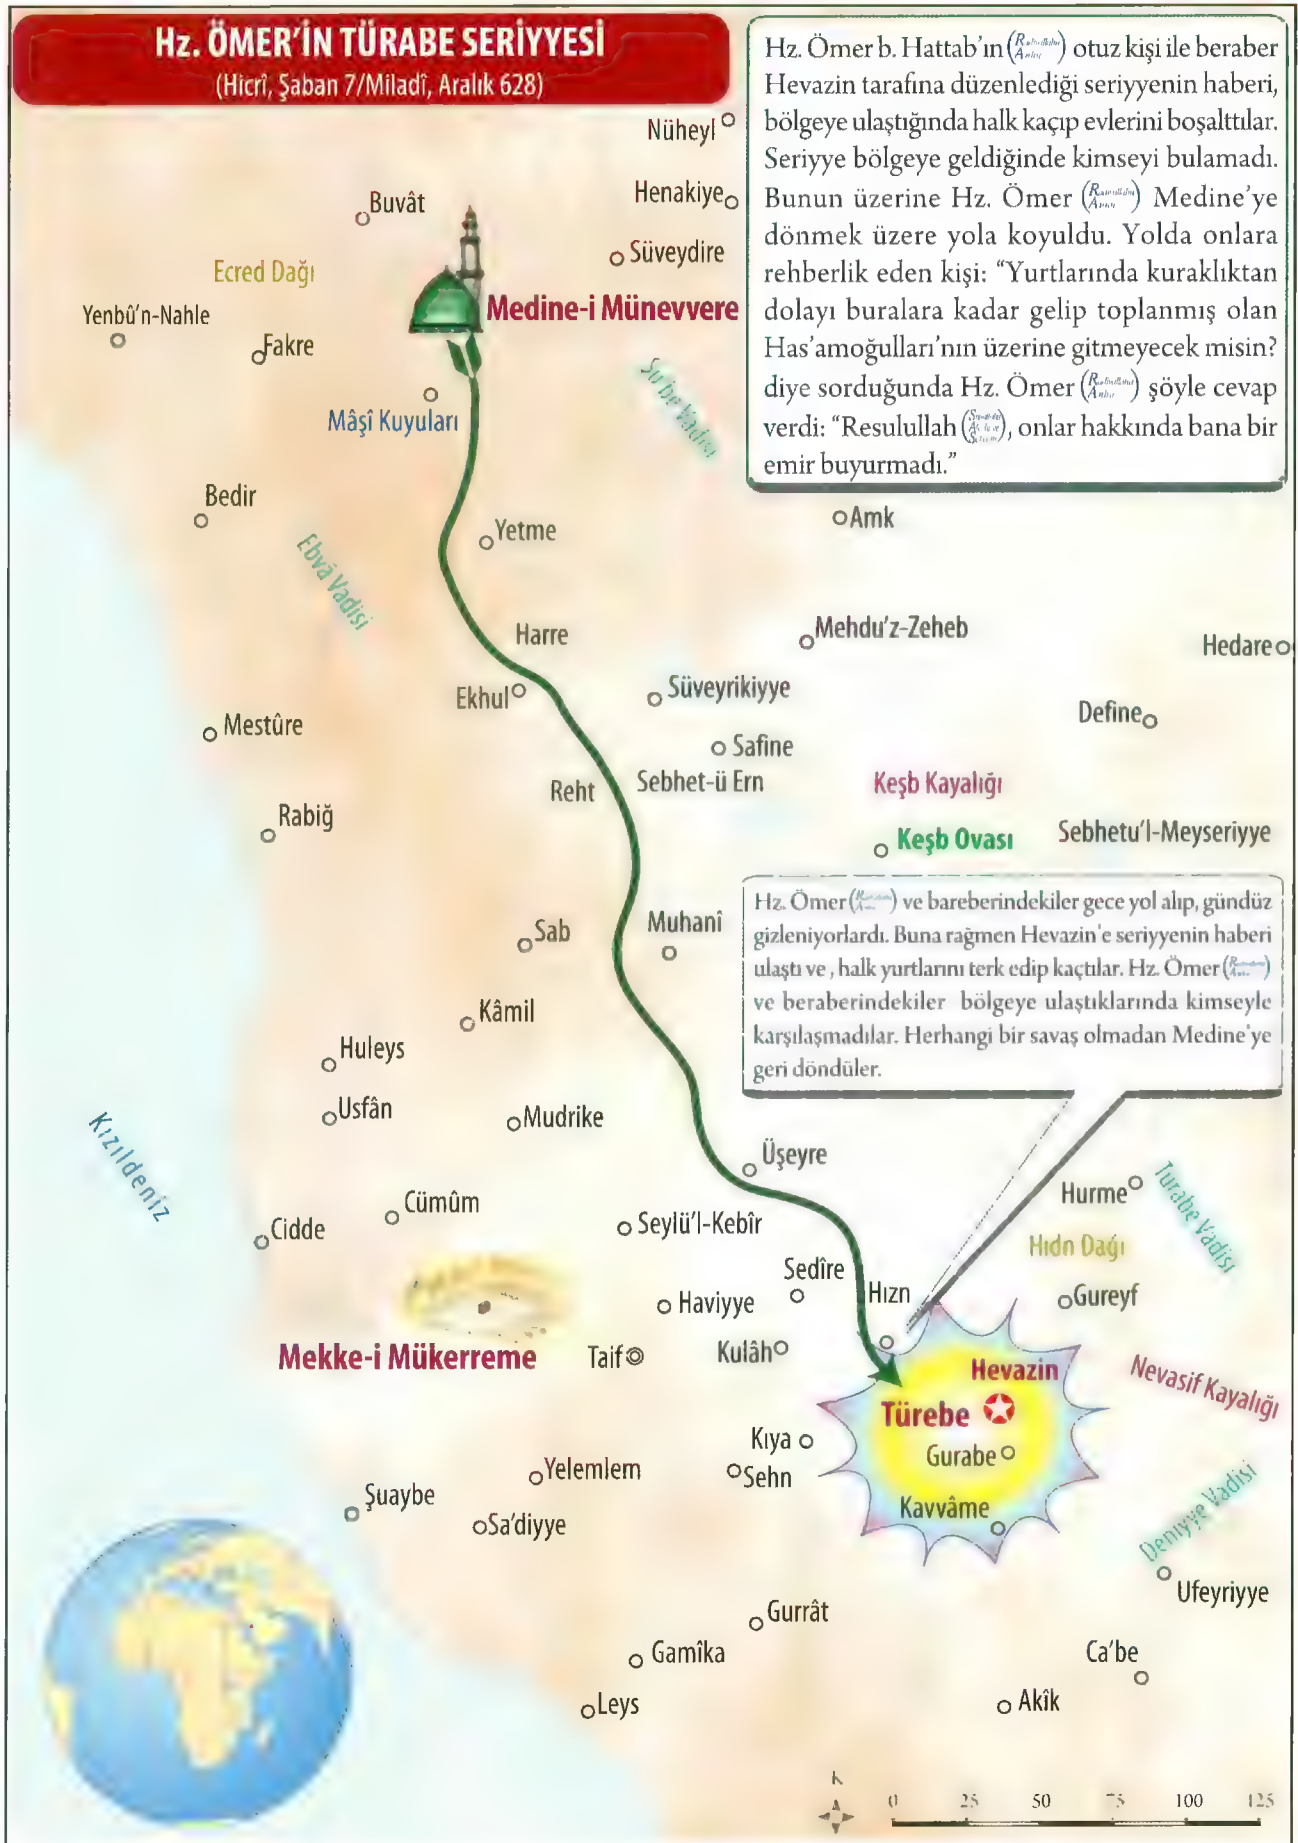 Hz. ÖMER'İN TÜRABE SERİYYESİ
(Hicrî, Şaban 7/Miladî, Aralık 628)
Hz. Ömer b. Hattab'ın otuz kişi ile beraber
Hevazin tarafına düzenlediği seriyyenin haberi,
bölgeye ulaştığında halk kaçıp evlerini boşalttılar.
Seriyye bölgeye geldiğinde kimseyi bulamadı.
Bunun üzerine Hz. Ömer Medine'ye
dönmek üzere yola koyuldu. Yolda onlara
rehberlik eden kişi: "Yurtlarında kuraklıktan
dolayı buralara kadar gelip toplanmış olan
Has'amoğulları'nın üzerine gitmeyecek misin?
diye sorduğunda Hz. Ömer şöyle cevap
verdi: "Resulullah , onlar hakkında bana bir
emir buyurmadı."
Nüheyl
Henakiye
Buvât
Süveydire
Ecred Dağı
Medine-i Münevvere
Yenbû'n-Nahle
Fakre
Mâşî Kuyuları
Vadisi
Bedir
Amk
Yetme
Ebvâ Vadisi
Harre
Mehdu'z-Zeheb
Hedare
Ekhul
Süveyrikiyye
Define
Mestûre
Safine
Reht
Sebhet-ü Ern
Keşb Kayalığı
Rabiğ
Keşb Ovası
Sebhetu'l-Meyseriyye
Hz. Ömer ve bareberindekiler gece yol alıp, gündüz
gizleniyorlardı. Buna rağmen Hevazin'e seriyyenin haberi
ulaştı ve , halk yurtlarını terk edip kaçtılar. Hz. Ömer
ve beraberindekiler bölgeye ulaştıklarında kimseyle
karşılaşmadılar. Herhangi bir savaş olmadan Medine'ye
geri döndüler.
Sab
Muhanî
Kâmil
Huleys
Usfân
Mudrike
Kızıldeniz
Üşeyre
Hurme
Turabe Vadisi
Cümûm
Cidde
Seylü'l-Kebîr
Hıdn Dağı
Sedîre
Hızn
Haviyye
Gureyf
Mekke-i Mükerreme
Taif
Kulâh
Hevazin
Nevasif Kayalığı
Türebe
Kıya
Gurabe
Yelemlem
Sehn
Şuaybe
Kavvâme
Sa'diyye
Deniyye Vadisi
Ufeyriyye
Gurrât
Gamîka
Ca'be
Leys
Akîk
0 25 50 75 100 125